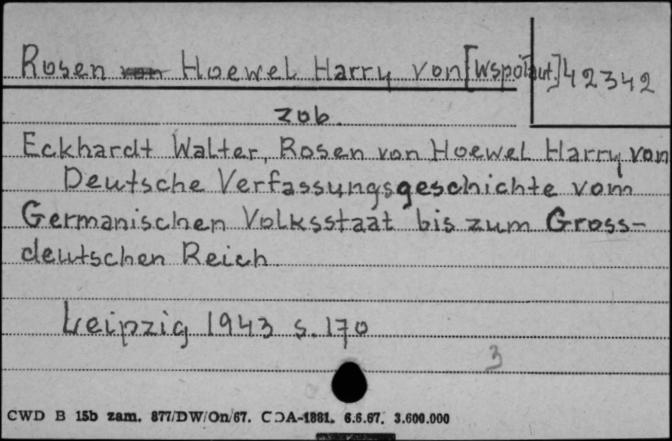 Rosen von Hoewel Harry von [Współaut.] 42342
zob.
Eckhardt Walter, Rosen von Hoewel Harry von
Deutsche Verfassungsgeschichte vom
Germanischen Volksstaat bis zum Gross-
deutschen Reich
Leipzig 1943 s. 170
3
CWD B 15b zam. 877/DW/On/67. CDA-1881. 6.6.67. 3.600.000